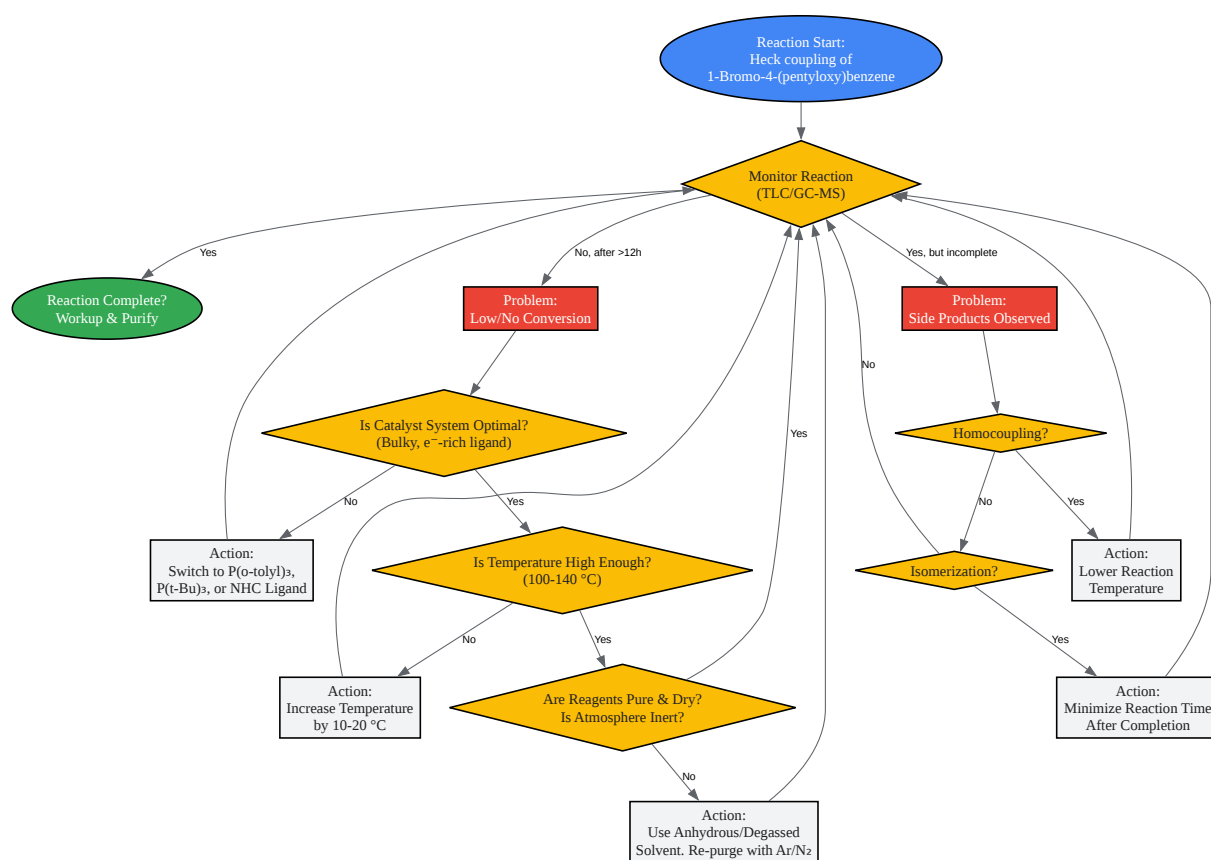 Reaction Start:
Heck coupling of
1-Bromo-4-(pentyloxy)benzene
Monitor Reaction
(TLC/GC-MS)
Yes
No, after >12h
Yes, but incomplete
Reaction Complete?
Workup & Purify
Problem:
Low/No Conversion
Problem:
Side Products Observed
No
Is Catalyst System Optimal?
(Bulky, e⁻-rich ligand)
Yes
Homocoupling?
No
Yes
No
Yes
Action:
Switch to P(o-tolyl)₃,
P(t-Bu)₃, or NHC Ligand
Is Temperature High Enough?
(100-140 °C)
Isomerization?
Action:
Lower Reaction
Temperature
No
Yes
Yes
Action:
Increase Temperature
by 10-20 °C
Are Reagents Pure & Dry?
Is Atmosphere Inert?
Action:
Minimize Reaction Time
After Completion
No
Action:
Use Anhydrous/Degassed
Solvent. Re-purge with Ar/N₂